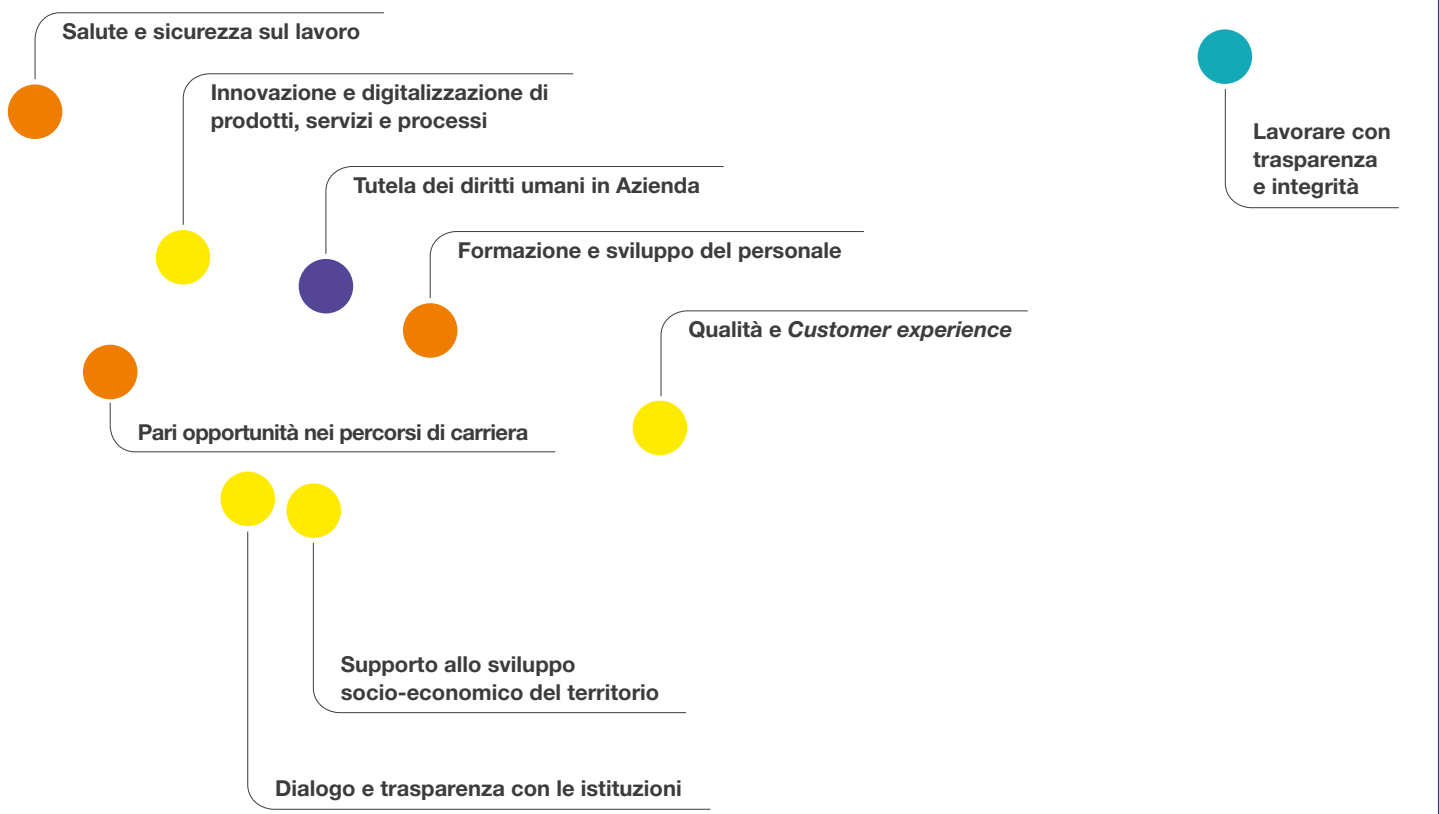 Salute e sicurezza sul lavoro
Innovazione e digitalizzazione di
prodotti, servizi e processi
Lavorare con
trasparenza
e integrità
Tutela dei diritti umani in Azienda
Formazione e sviluppo del personale
Qualità e Customer experience
Pari opportunità nei percorsi di carriera
Supporto allo sviluppo
socio-economico del territorio
Dialogo e trasparenza con le istituzioni